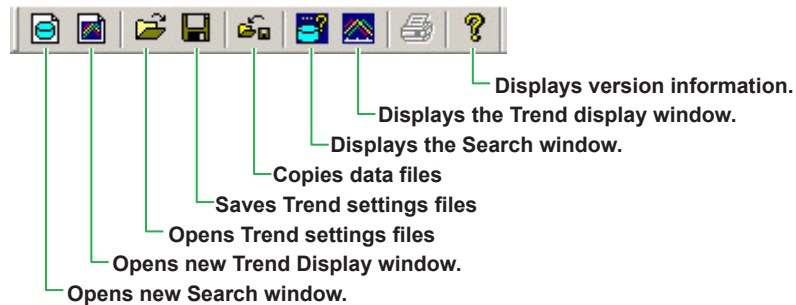 Displays version information.
Displays the Trend display window.
Displays the Search window.
Copies data files
Saves Trend settings files
Opens Trend settings files
Opens new Trend Display window.
Opens new Search window.